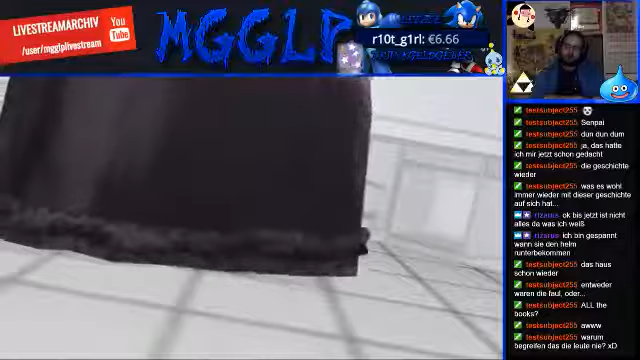 LIVESTREAMARCHIV
/user/mgglplivestream
You
Tube
MGGLP
r10t_g1rl: €6.66
testsubject255
testsubject255 Senpai
testsubject255 dun dun dum
testsubject255 ja, das hatte
ich mir jetzt schon gedacht
testsubject255 die geschichte
wieder
testsubject255 was es wohl
immer wieder mit dieser geschichte
auf sich hat...
rizarus ok bis jetzt ist nicht
alles da was ich weiß
rizarus ich bin gespannt
wann sie den helm
runterbekommen
testsubject255 das haus
schon wieder
testsubject255 entweder
waren die faul, oder...
testsubject255 ALL the
books?
testsubject255 awww
testsubject255 warum
begreifen das die leute nie? xD